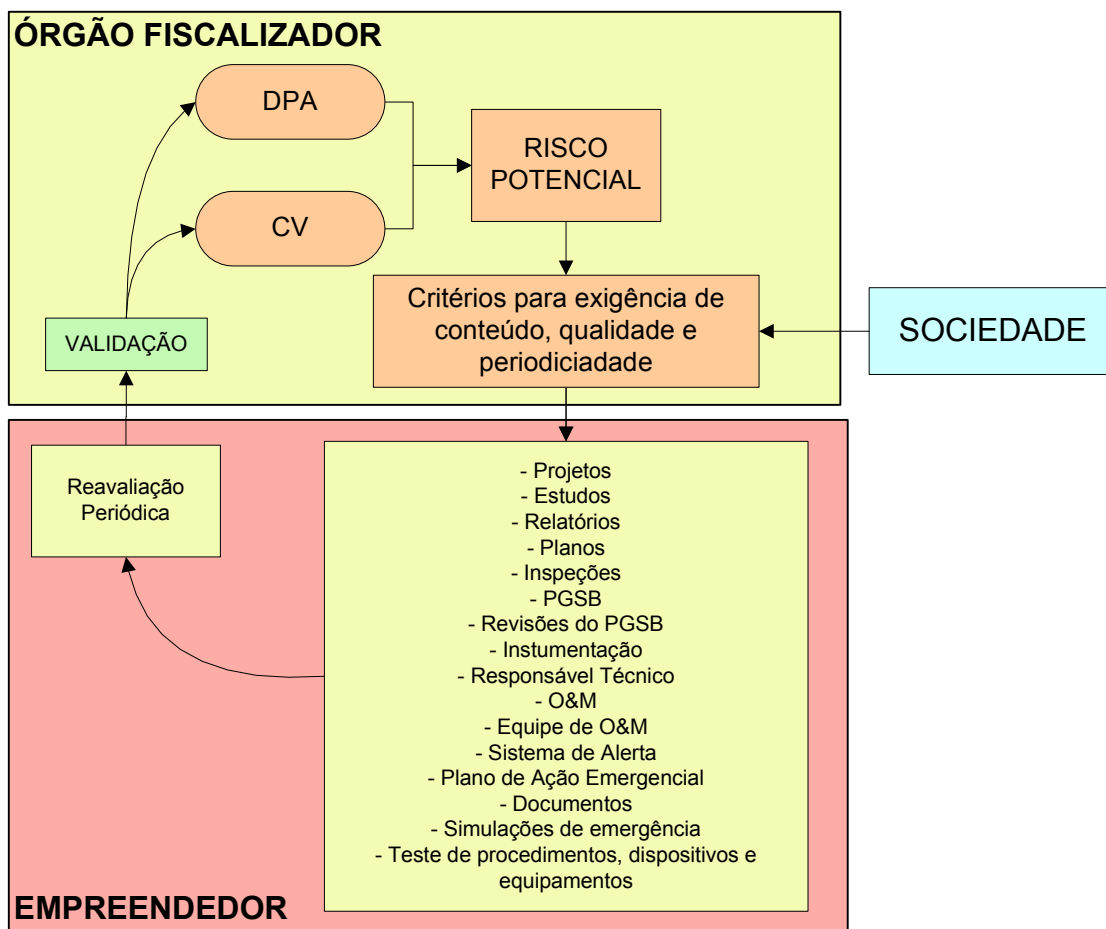 ÓRGÃO FISCALIZADOR
DPA
CV
RISCO
POTENCIAL
VALIDAÇÃO
Critérios para exigência de
conteúdo, qualidade e
periodiciadade
SOCIEDADE
Reavaliação
Periódica
- Projetos
- Estudos
- Relatórios
- Planos
- Inspeções
- PGSB
- Revisões do PGSB
- Instumentação
- Responsável Técnico
- O&M
- Equipe de O&M
- Sistema de Alerta
- Plano de Ação Emergencial
- Documentos
- Simulações de emergência
- Teste de procedimentos, dispositivos e
equipamentos
EMPREENDEDOR